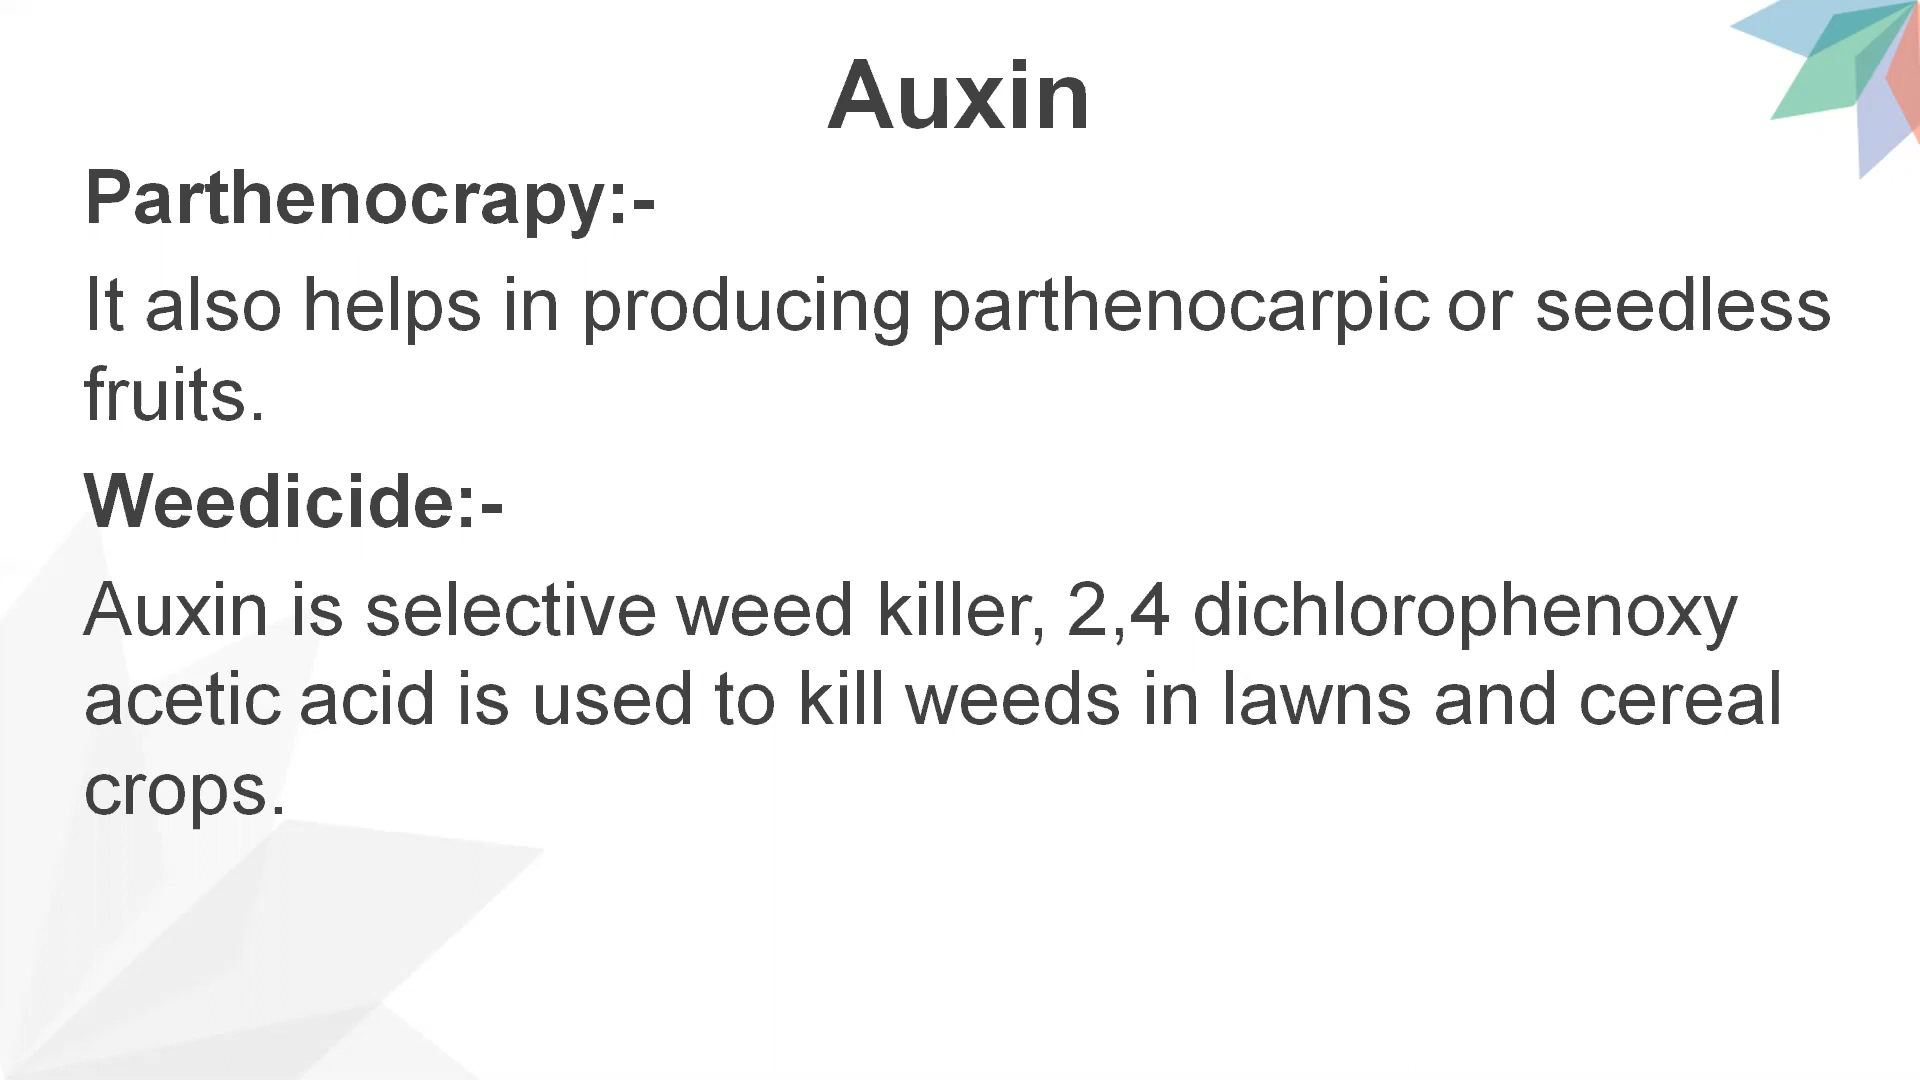 Auxin
Parthenocrapy:-
It also helps in producing parthenocarpic or seedless
fruits.
Weedicide:-
Auxin is selective weed killer, 2,4 dichlorophenoxy
acetic acid is used to kill weeds in lawns and cereal
crops.